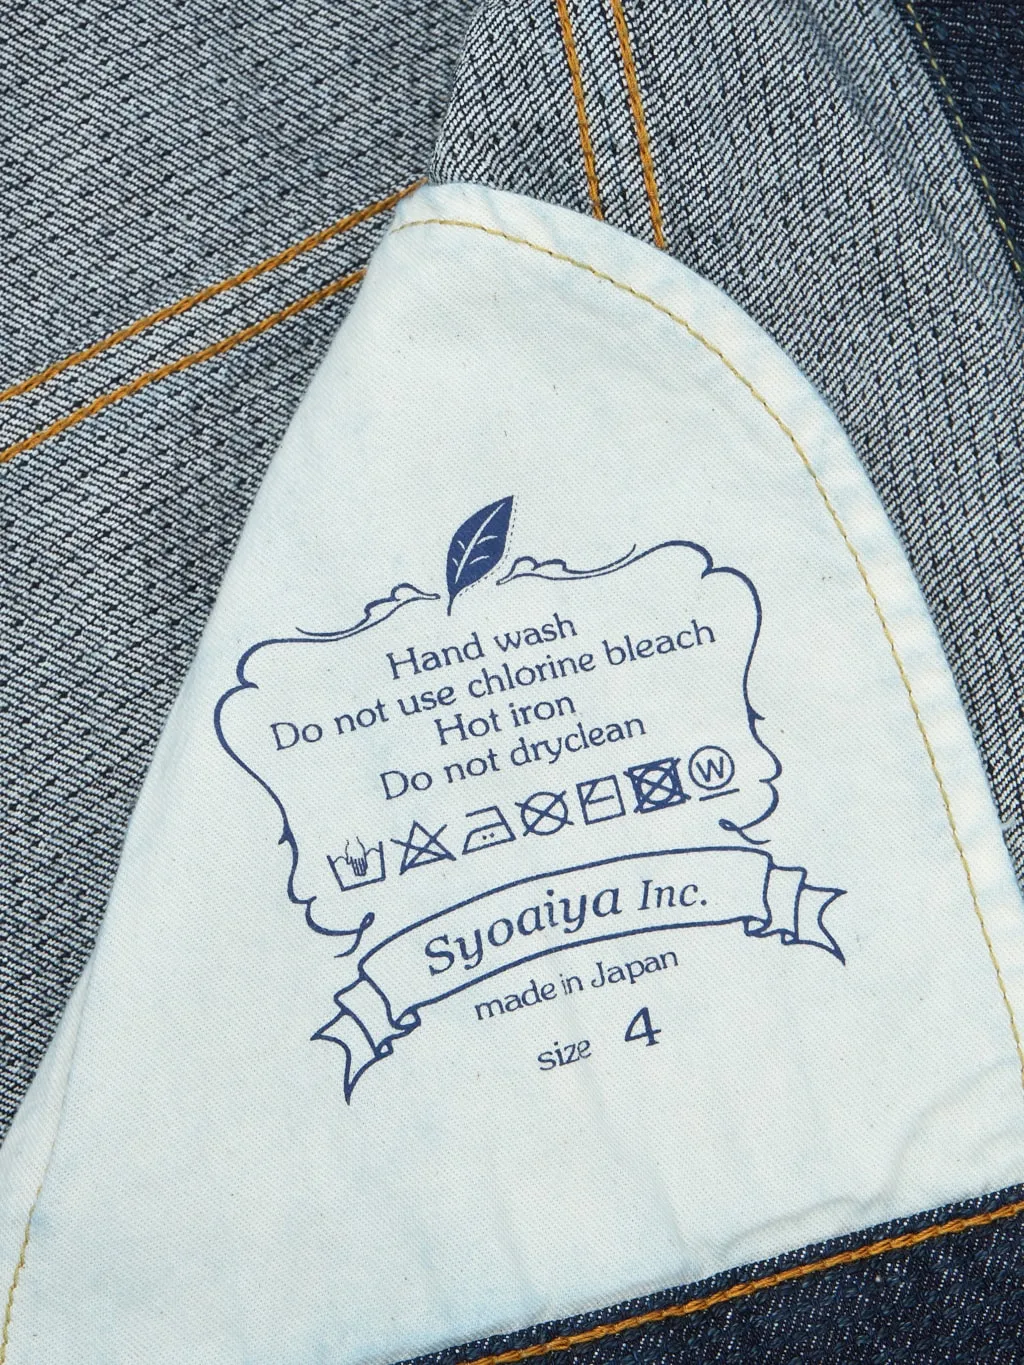 Hand wash
Do not use chlorine bleach
Hot iron
Do not dryclean
W
Syoaiya Inc.
made in Japan
size 4